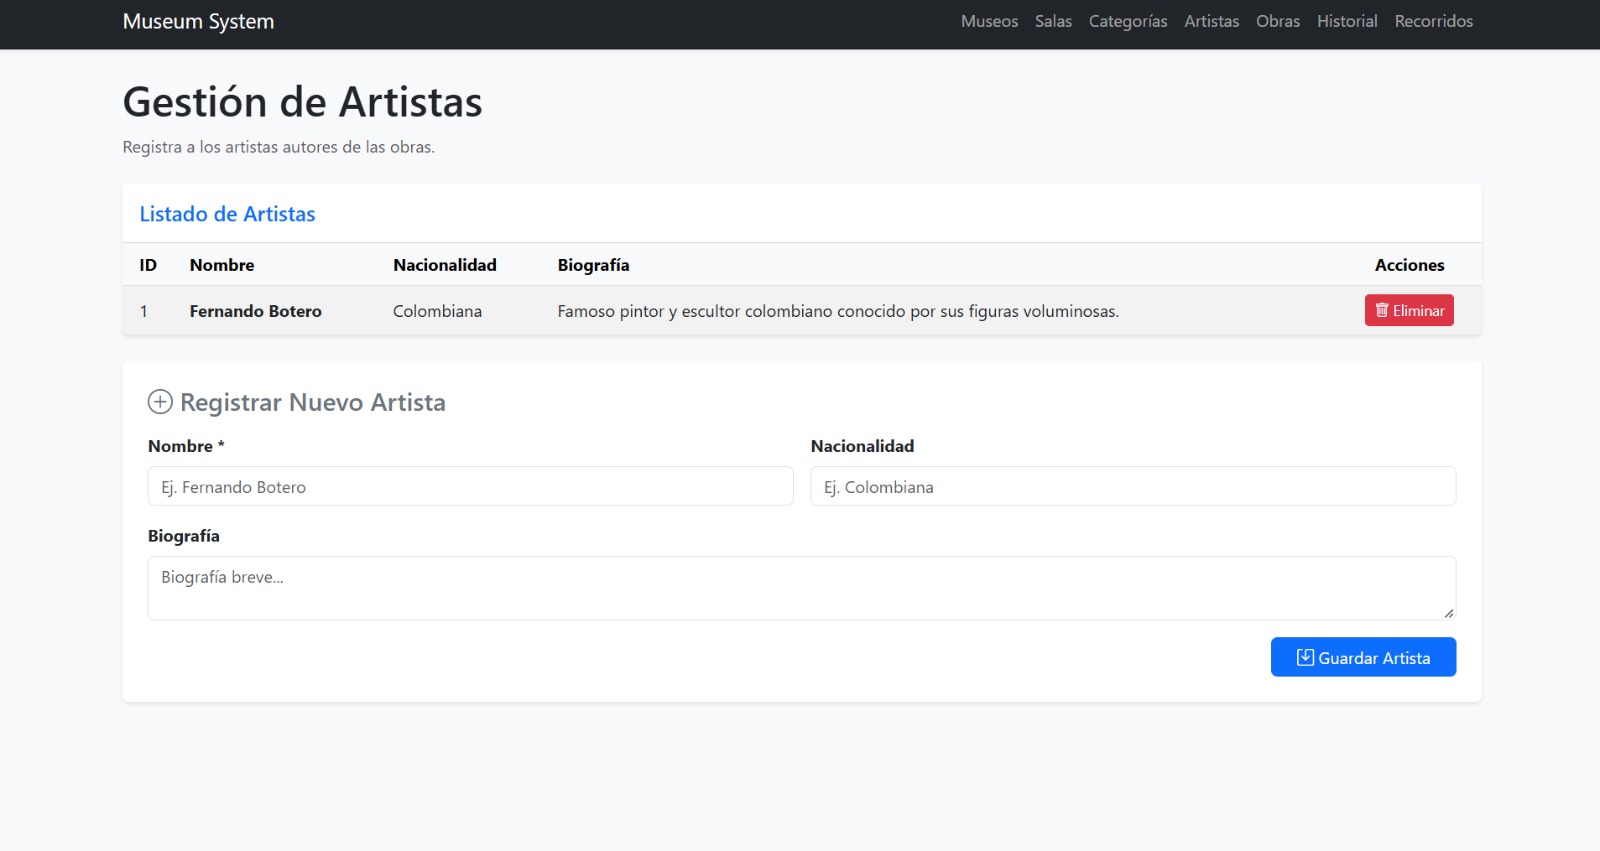 Museum System Museos Salas Categorías Artistas Obras Historial Recorridos
Gestión de Artistas
Registra a los artistas autores de las obras.
Listado de Artistas
ID Nombre Nacionalidad Biografía Acciones
1 Fernando Botero Colombiana Famoso pintor y escultor colombiano conocido por sus figuras voluminosas. Eliminar
Registrar Nuevo Artista
Nombre * Nacionalidad
Ej. Fernando Botero Ej. Colombiana
Biografía
Biografía breve...
Guardar Artista